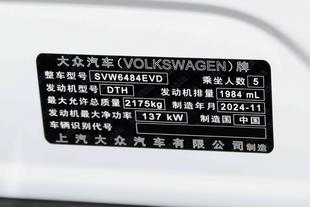 大众汽车(VOLKSWAGEN)牌
整车型号 SVW6484EVD 乘坐人数 5
发动机型号 DTH 发动机排量 1984 mL
最大允许总质量 2175kg 制造年月 2024-11
发动机最大净功率 137 kW 制造国 中国
车辆识别代号
上汽大众汽车有限公司 制造